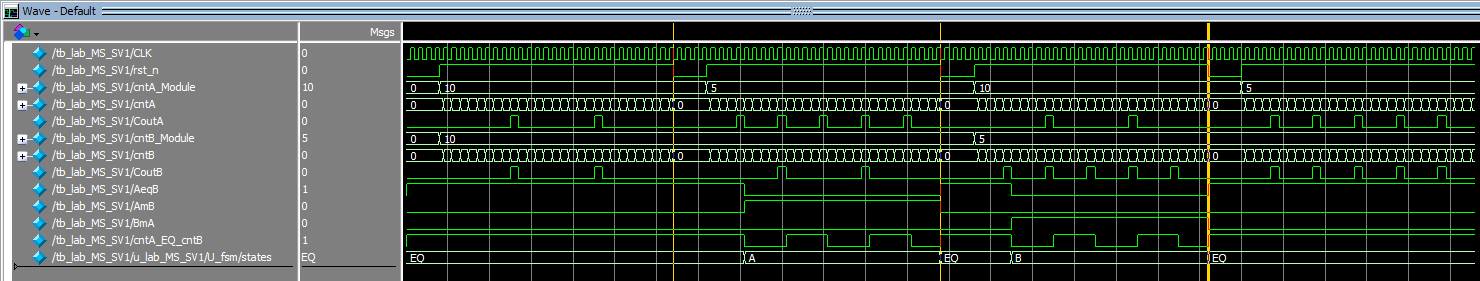 Wave - Default
Msgs
/tb_lab_MS_SV1/CLK 0
/tb_lab_MS_SV1/rst_n 0
/tb_lab_MS_SV1/cntA_Module 10 0 10 5 10 5
/tb_lab_MS_SV1/cntA 0 0 0 0 0
/tb_lab_MS_SV1/CoutA 0
/tb_lab_MS_SV1/cntB_Module 5 0 10 5
/tb_lab_MS_SV1/cntB 0 0 0 0 0
/tb_lab_MS_SV1/CoutB 0
/tb_lab_MS_SV1/AeqB 1
/tb_lab_MS_SV1/AmB 0
/tb_lab_MS_SV1/BmA 0
/tb_lab_MS_SV1/cntA_EQ_cntB 1
/tb_lab_MS_SV1/u_lab_MS_SV1/U_fsm/states EQ EQ A EQ B EQ